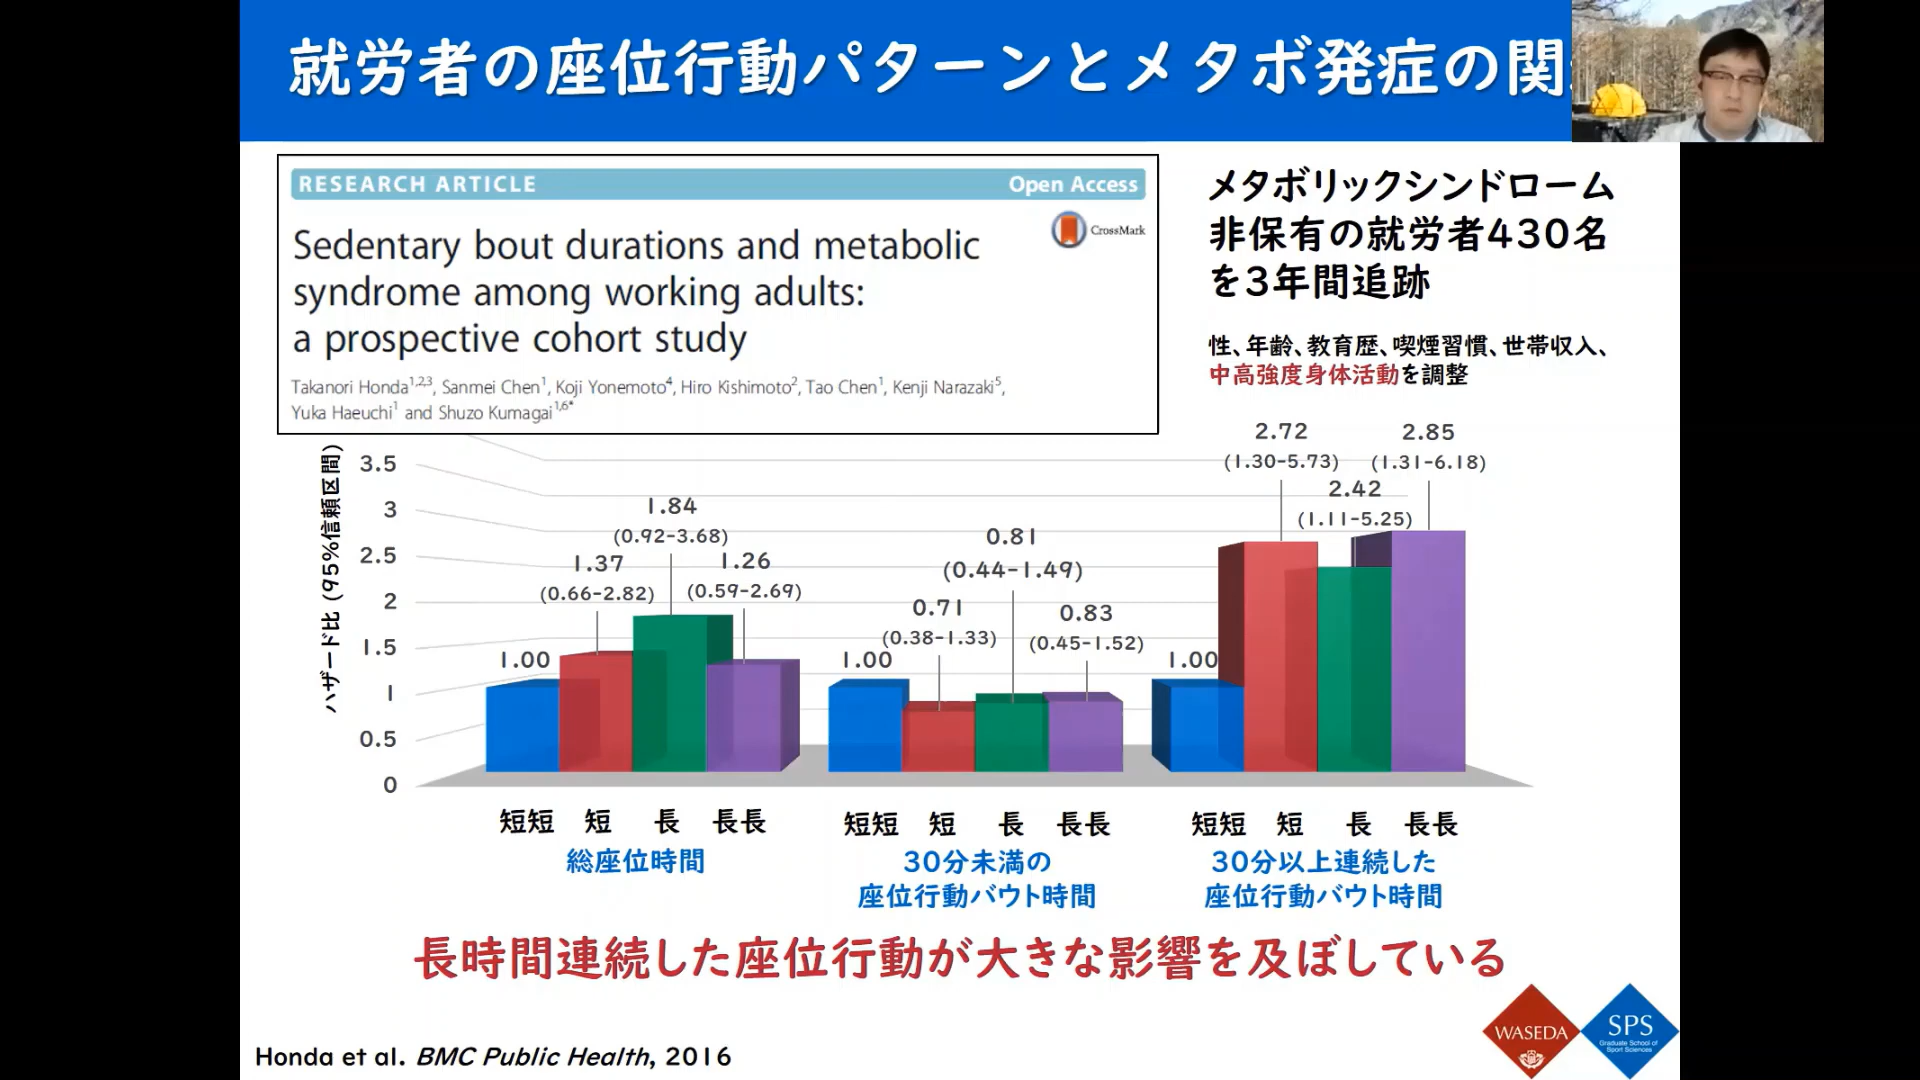 就労者の座位行動パターンとメタボ発症の関
RESEARCH ARTICLE
Open Access
CrossMark
Sedentary bout durations and metabolic
syndrome among working adults:
a prospective cohort study
Takanori Honda1,2,3, Sanmei Chen1, Koji Yonemoto4, Hiro Kishimoto2, Tao Chen1, Kenji Narazaki5,
Yuka Haeuchi1 and Shuzo Kumagai1,6*
メタボリックシンドローム
非保有の就労者430名
を3年間追跡
性、年齢、教育歴、喫煙習慣、世帯収入、
中高強度身体活動を調整
ハザード比 (95%信頼区間)
3.5
3
2.5
2
1.5
1
0.5
0
1.00
1.37
(0.66-2.82)
1.84
(0.92-3.68)
1.26
(0.59-2.69)
1.00
0.71
(0.38-1.33)
0.81
(0.44-1.49)
0.83
(0.45-1.52)
1.00
2.72
(1.30-5.73)
2.42
(1.11-5.25)
2.85
(1.31-6.18)
短短 短 長 長長
総座位時間
短短 短 長 長長
30分未満の
座位行動バウト時間
短短 短 長 長長
30分以上連続した
座位行動バウト時間
長時間連続した座位行動が大きな影響を及ぼしている
Honda et al. BMC Public Health, 2016
WASEDA
SPS
Graduate School of
Sport Sciences